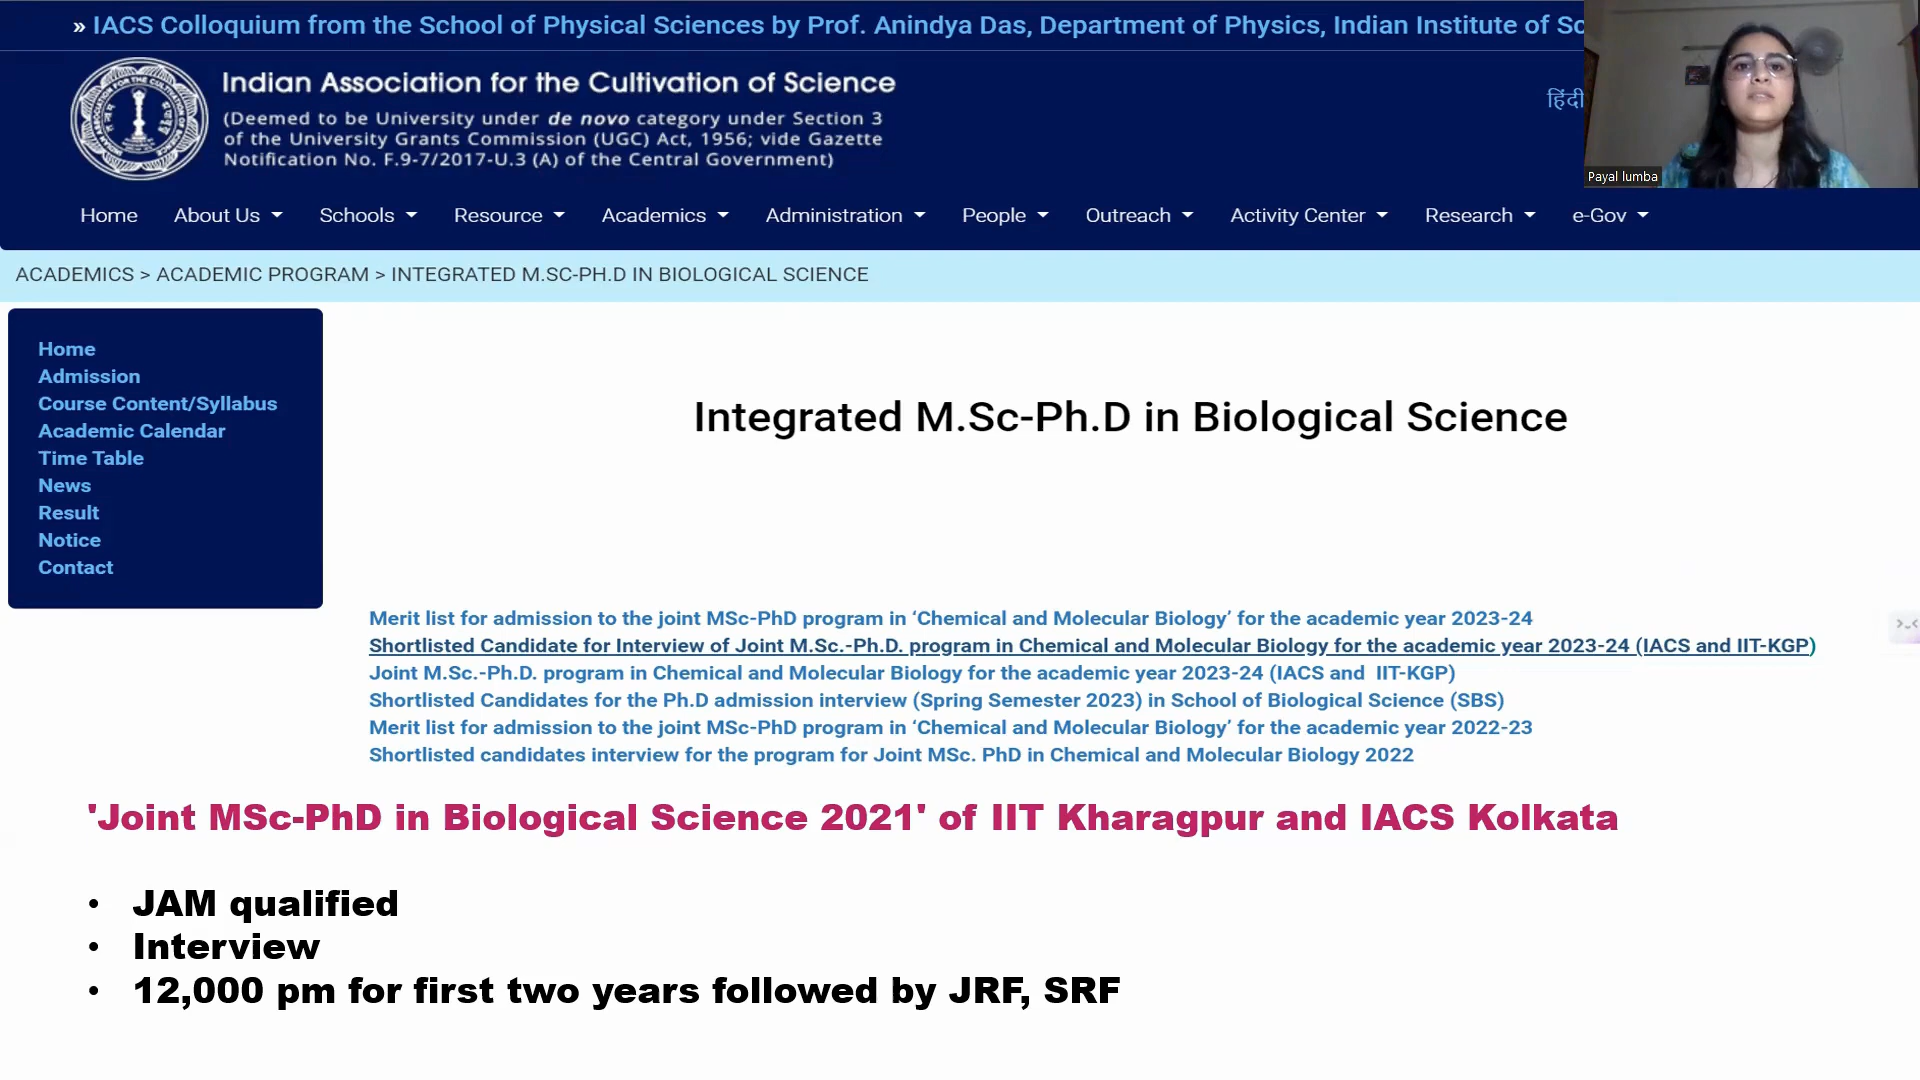 » IACS Colloquium from the School of Physical Sciences by Prof. Anindya Das, Department of Physics, Indian Institute of
Indian Association for the Cultivation of Science
(Deemed to be University under de novo category under Section 3
of the University Grants Commission (UGC) Act, 1956; vide Gazette
Notification No. F.9-7/2017-U.3 (A) of the Central Government)
हिंदी
Payal lumba
Home About Us Schools Resource Academics Administration People Outreach Activity Center Research e-Gov
ACADEMICS > ACADEMIC PROGRAM > INTEGRATED M.SC-PH.D IN BIOLOGICAL SCIENCE
Home
Admission
Course Content/Syllabus
Academic Calendar
Time Table
News
Result
Notice
Contact
Integrated M.Sc-Ph.D in Biological Science
Merit list for admission to the joint MSc-PhD program in ‘Chemical and Molecular Biology’ for the academic year 2023-24
Shortlisted Candidate for Interview of Joint M.Sc.-Ph.D. program in Chemical and Molecular Biology for the academic year 2023-24 (IACS and IIT-KGP)
Joint M.Sc.-Ph.D. program in Chemical and Molecular Biology for the academic year 2023-24 (IACS and IIT-KGP)
Shortlisted Candidates for the Ph.D admission interview (Spring Semester 2023) in School of Biological Science (SBS)
Merit list for admission to the joint MSc-PhD program in ‘Chemical and Molecular Biology’ for the academic year 2022-23
Shortlisted candidates interview for the program for Joint MSc. PhD in Chemical and Molecular Biology 2022
'Joint MSc-PhD in Biological Science 2021' of IIT Kharagpur and IACS Kolkata
• JAM qualified
• Interview
• 12,000 pm for first two years followed by JRF, SRF